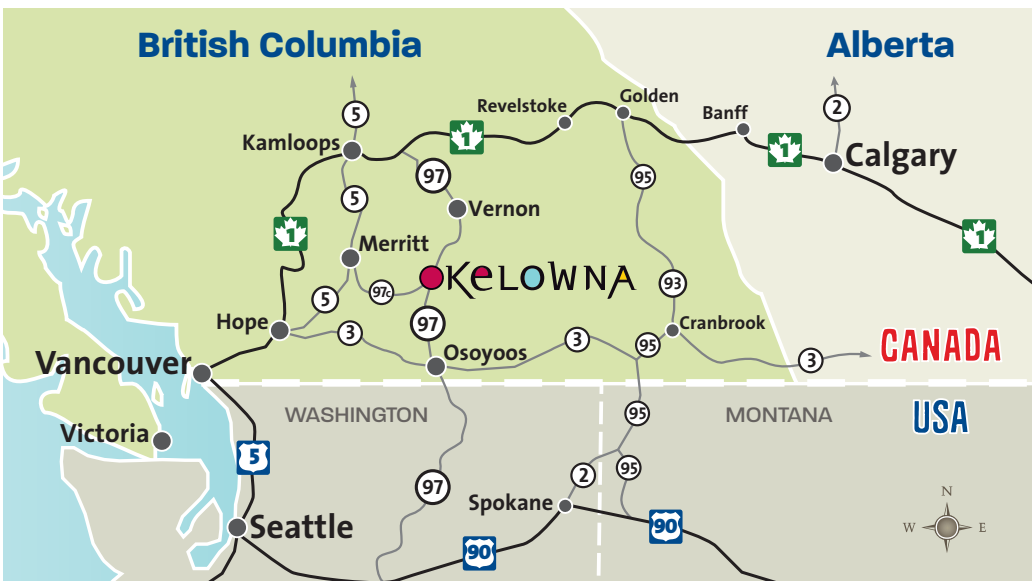 British Columbia
Alberta
5
Revelstoke
Golden
Banff
2
Kamloops
1
1
Calgary
97
95
5
Vernon
1
1
Merritt
KELOWNA
97c
93
5
Hope
3
97
3
95
Cranbrook
Osoyoos
3
CANADA
Vancouver
WASHINGTON
95
MONTANA
USA
Victoria
5
2
95
97
Spokane
N
W
E
Seattle
90
90